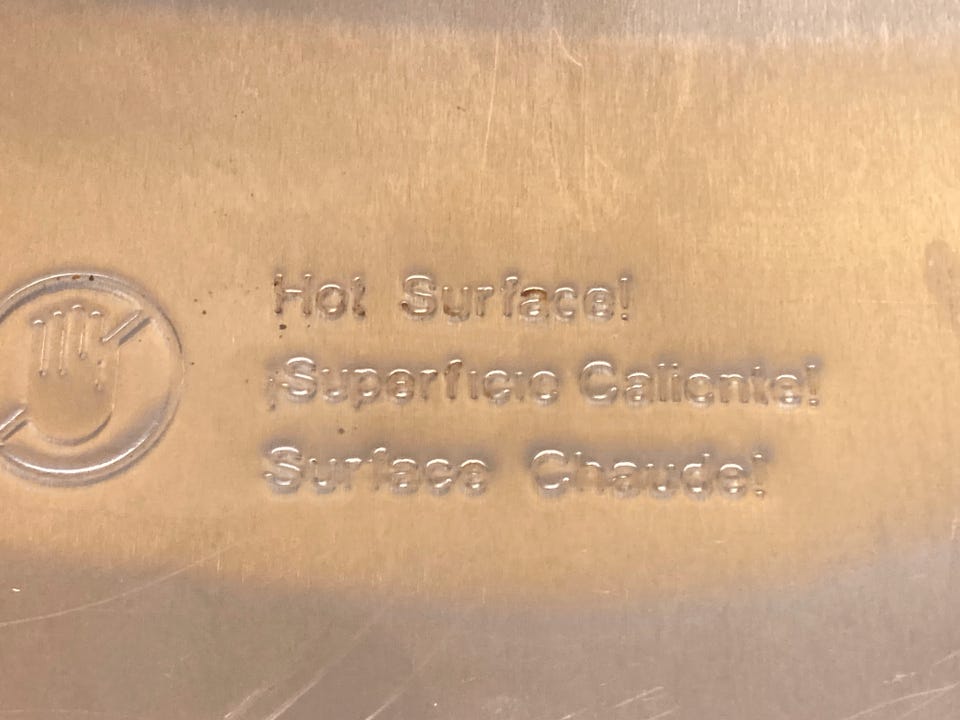 Hot Surface!
¡Superficie Caliente!
Surface Chaude!